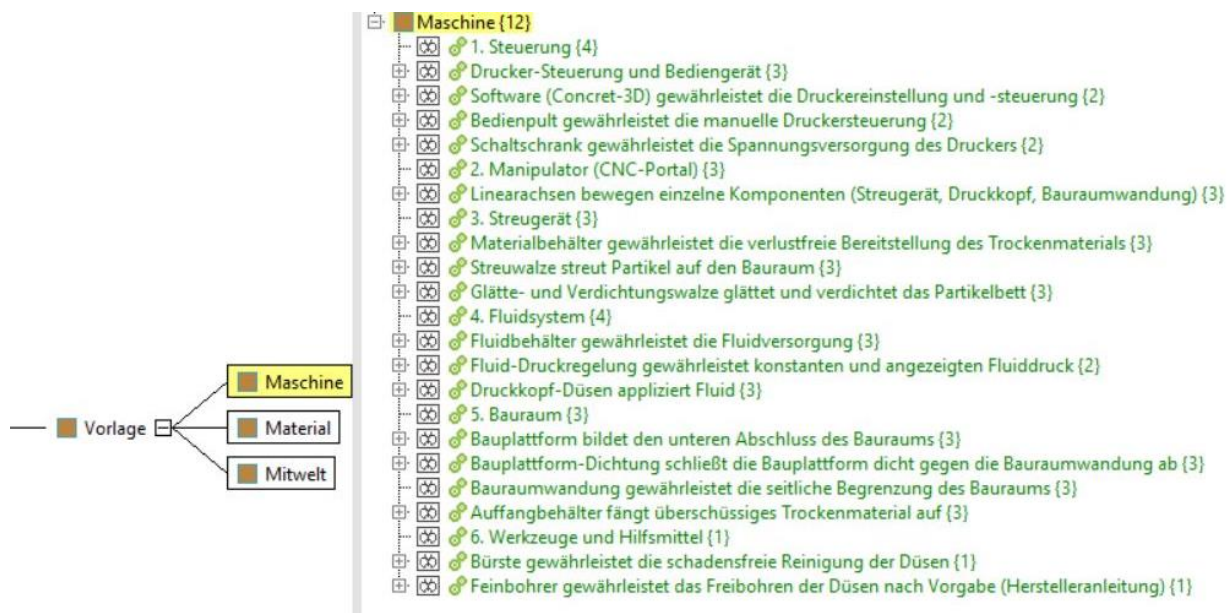 Maschine {12}
1. Steuerung {4}
Drucker-Steuerung und Bediengerät {3}
Software (Concret-3D) gewährleistet die Druckereinstellung und -steuerung {2}
Bedienpult gewährleistet die manuelle Druckersteuerung {2}
Schaltschrank gewährleistet die Spannungsversorgung des Druckers {2}
2. Manipulator (CNC-Portal) {3}
Linearachsen bewegen einzelne Komponenten (Streugerät, Druckkopf, Bauraumwandung) {3}
3. Streugerät {3}
Materialbehälter gewährleistet die verlustfreie Bereitstellung des Trockenmaterials {3}
Streuwalze streut Partikel auf den Bauraum {3}
Glätte- und Verdichtungswalze glättet und verdichtet das Partikelbett {3}
4. Fluidsystem {4}
Fluidbehälter gewährleistet die Fluidversorgung {3}
Fluid-Druckregelung gewährleistet konstanten und angezeigten Fluiddruck {2}
Druckkopf-Düsen appliziert Fluid {3}
5. Bauraum {3}
Bauplattform bildet den unteren Abschluss des Bauraums {3}
Bauplattform-Dichtung schließt die Bauplattform dicht gegen die Bauraumwandung ab {3}
Bauraumwandung gewährleistet die seitliche Begrenzung des Bauraums {3}
Auffangbehälter fängt überschüssiges Trockenmaterial auf {3}
6. Werkzeuge und Hilfsmittel {1}
Bürste gewährleistet die schadensfreie Reinigung der Düsen {1}
Feinbohrer gewährleistet das Freibohren der Düsen nach Vorgabe (Herstelleranleitung) {1}
Vorlage
Maschine
Material
Mitwelt